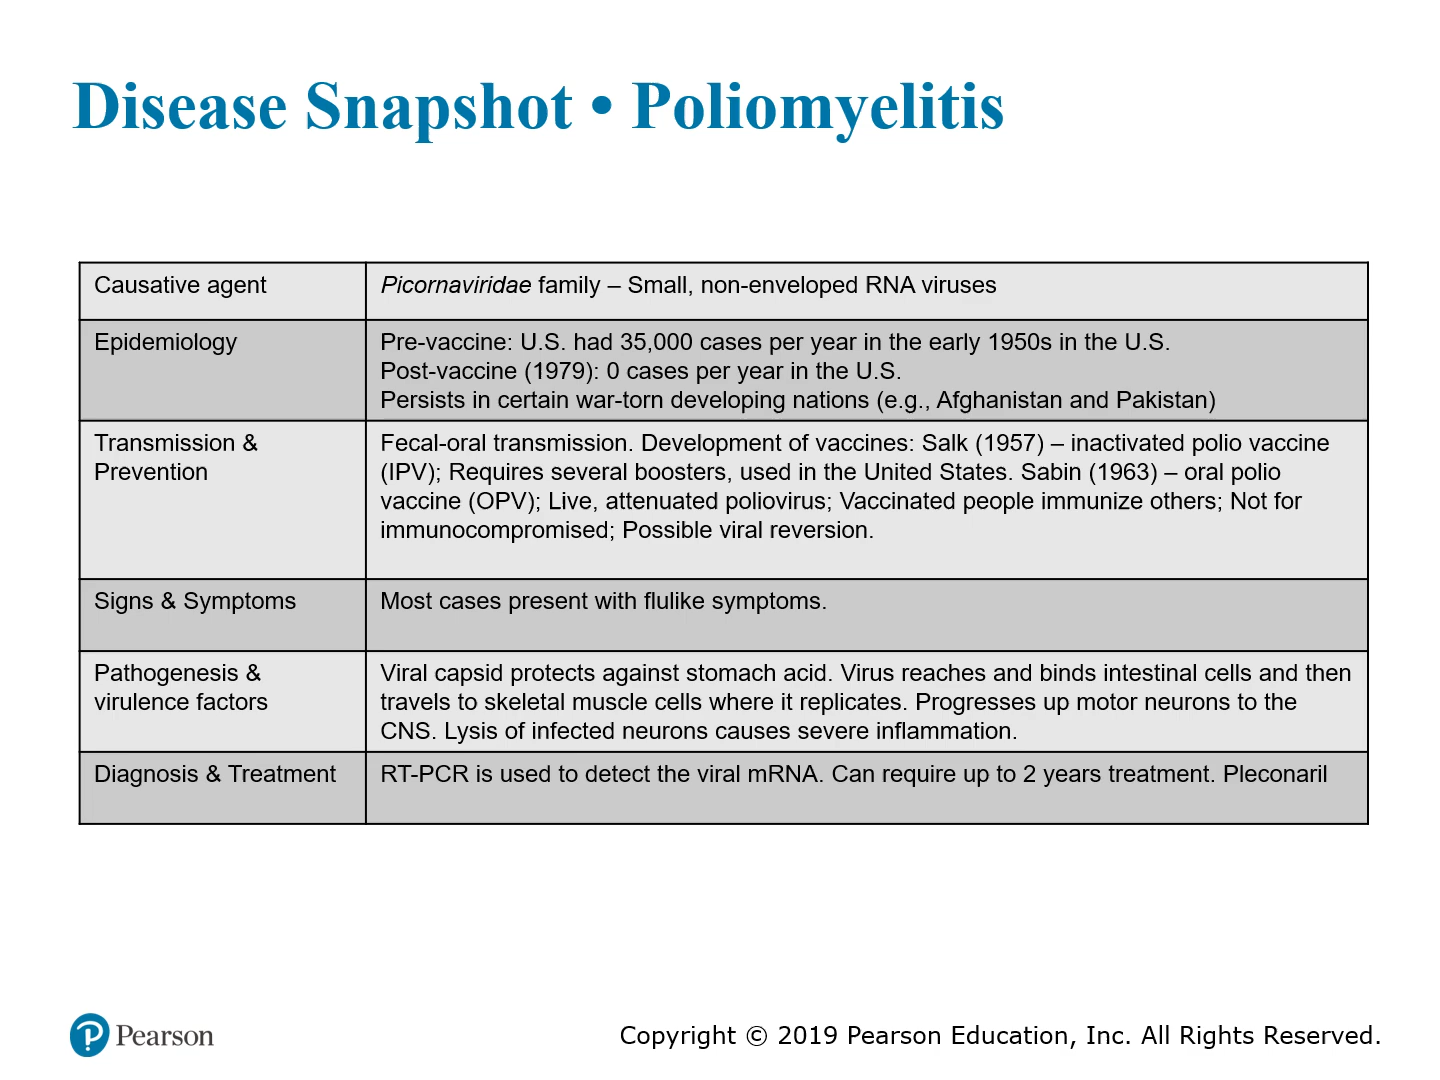 Disease Snapshot • Poliomyelitis
Causative agent
Picornaviridae family – Small, non-enveloped RNA viruses
Epidemiology
Pre-vaccine: U.S. had 35,000 cases per year in the early 1950s in the U.S.
Post-vaccine (1979): 0 cases per year in the U.S.
Persists in certain war-torn developing nations (e.g., Afghanistan and Pakistan)
Transmission &
Prevention
Fecal-oral transmission. Development of vaccines: Salk (1957) – inactivated polio vaccine
(IPV); Requires several boosters, used in the United States. Sabin (1963) – oral polio
vaccine (OPV); Live, attenuated poliovirus; Vaccinated people immunize others; Not for
immunocompromised; Possible viral reversion.
Signs & Symptoms
Most cases present with flulike symptoms.
Pathogenesis &
virulence factors
Viral capsid protects against stomach acid. Virus reaches and binds intestinal cells and then
travels to skeletal muscle cells where it replicates. Progresses up motor neurons to the
CNS. Lysis of infected neurons causes severe inflammation.
Diagnosis & Treatment
RT-PCR is used to detect the viral mRNA. Can require up to 2 years treatment. Pleconaril
Pearson
Copyright © 2019 Pearson Education, Inc. All Rights Reserved.